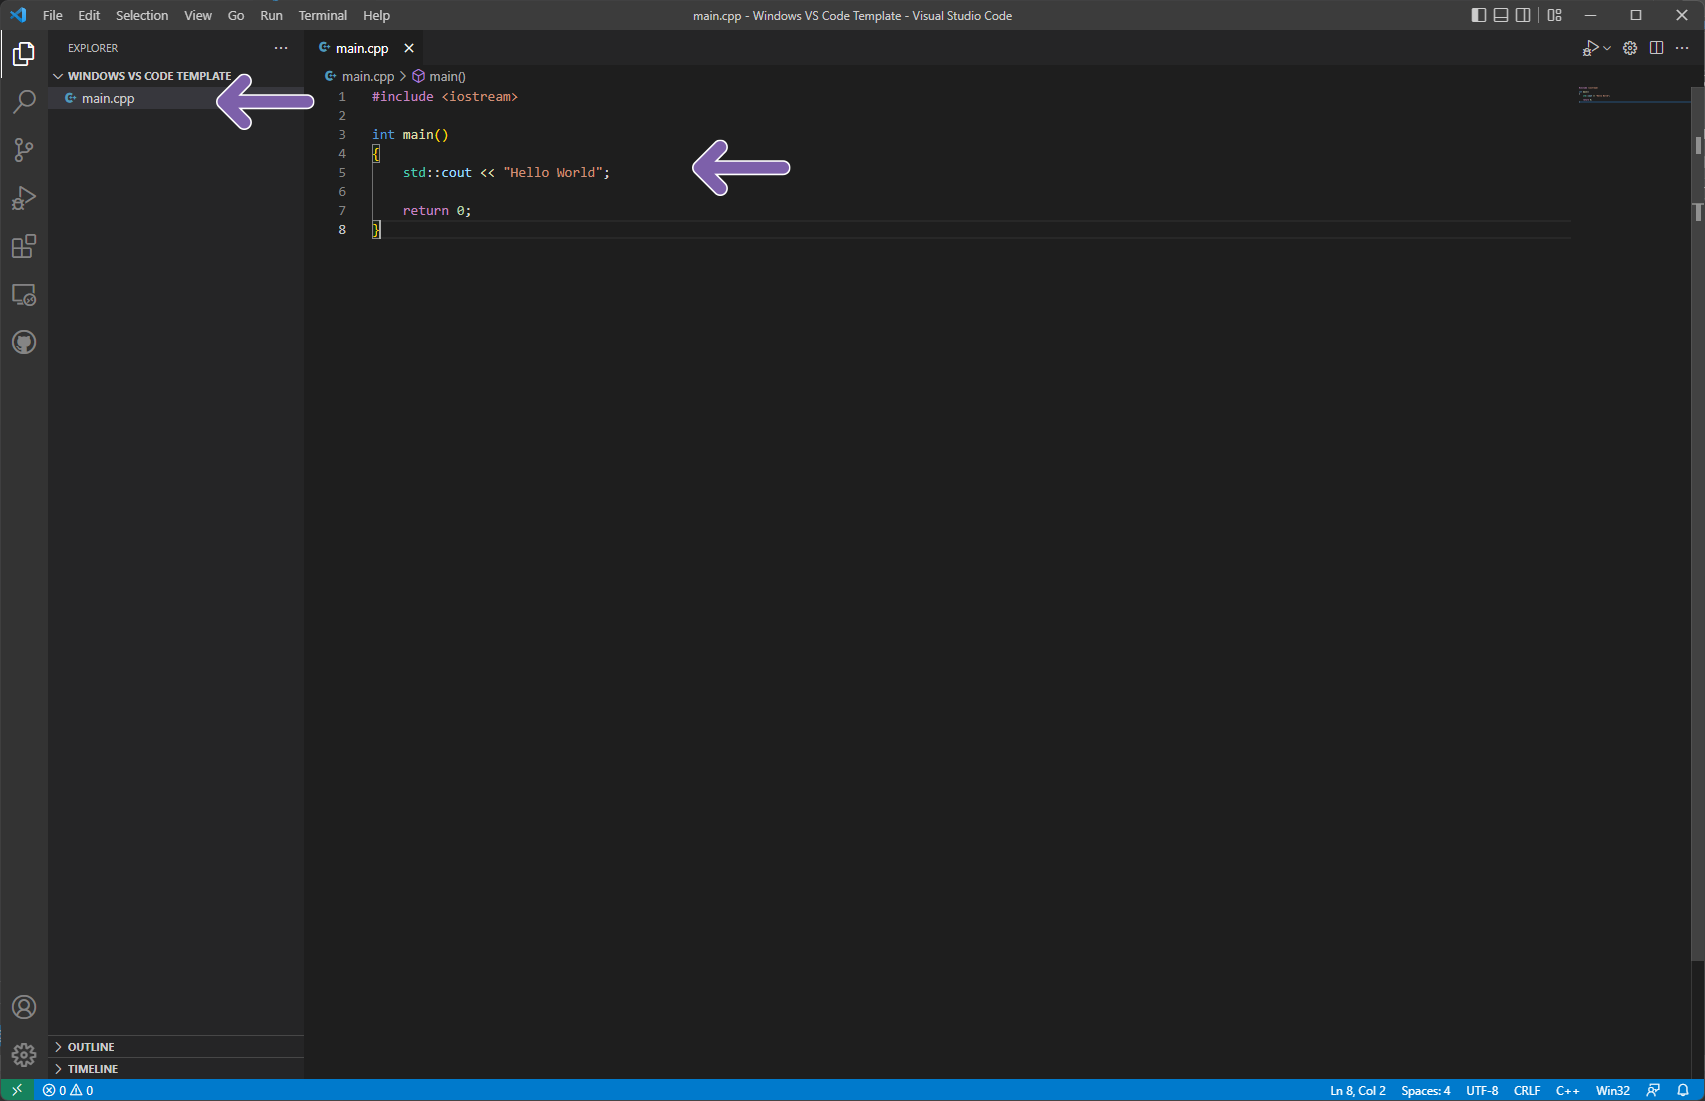 File Edit Selection View Go Run Terminal Help
main.cpp - Windows VS Code Template - Visual Studio Code
EXPLORER
WINDOWS VS CODE TEMPLATE
main.cpp
OUTLINE
TIMELINE
main.cpp
main.cpp > main()
1 #include <iostream>
2
3 int main()
4 {
5 std::cout << "Hello World";
6
7 return 0;
8 }
0 0
Ln 8, Col 2 Spaces: 4 UTF-8 CRLF C++ Win32